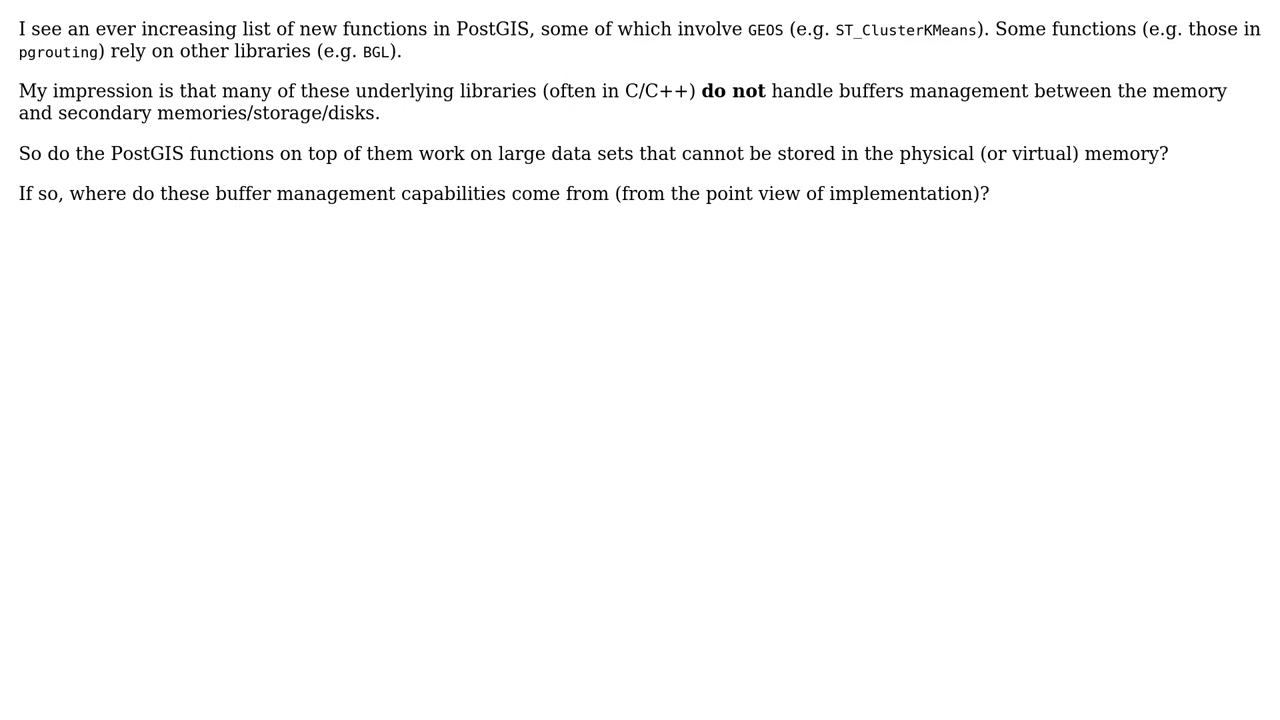 I see an ever increasing list of new functions in PostGIS, some of which involve GEOS (e.g. ST_ClusterKMeans). Some functions (e.g. those in
pgrouting) rely on other libraries (e.g. BGL).
My impression is that many of these underlying libraries (often in C/C++) do not handle buffers management between the memory
and secondary memories/storage/disks.
So do the PostGIS functions on top of them work on large data sets that cannot be stored in the physical (or virtual) memory?
If so, where do these buffer management capabilities come from (from the point view of implementation)?